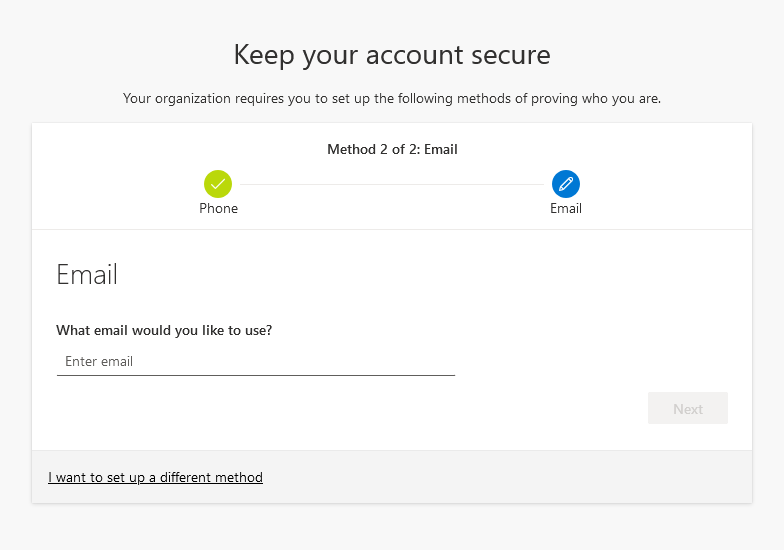 Keep your account secure
Your organization requires you to set up the following methods of proving who you are.
Method 2 of 2: Email
Phone
Email
Email
What email would you like to use?
Enter email
Next
I want to set up a different method